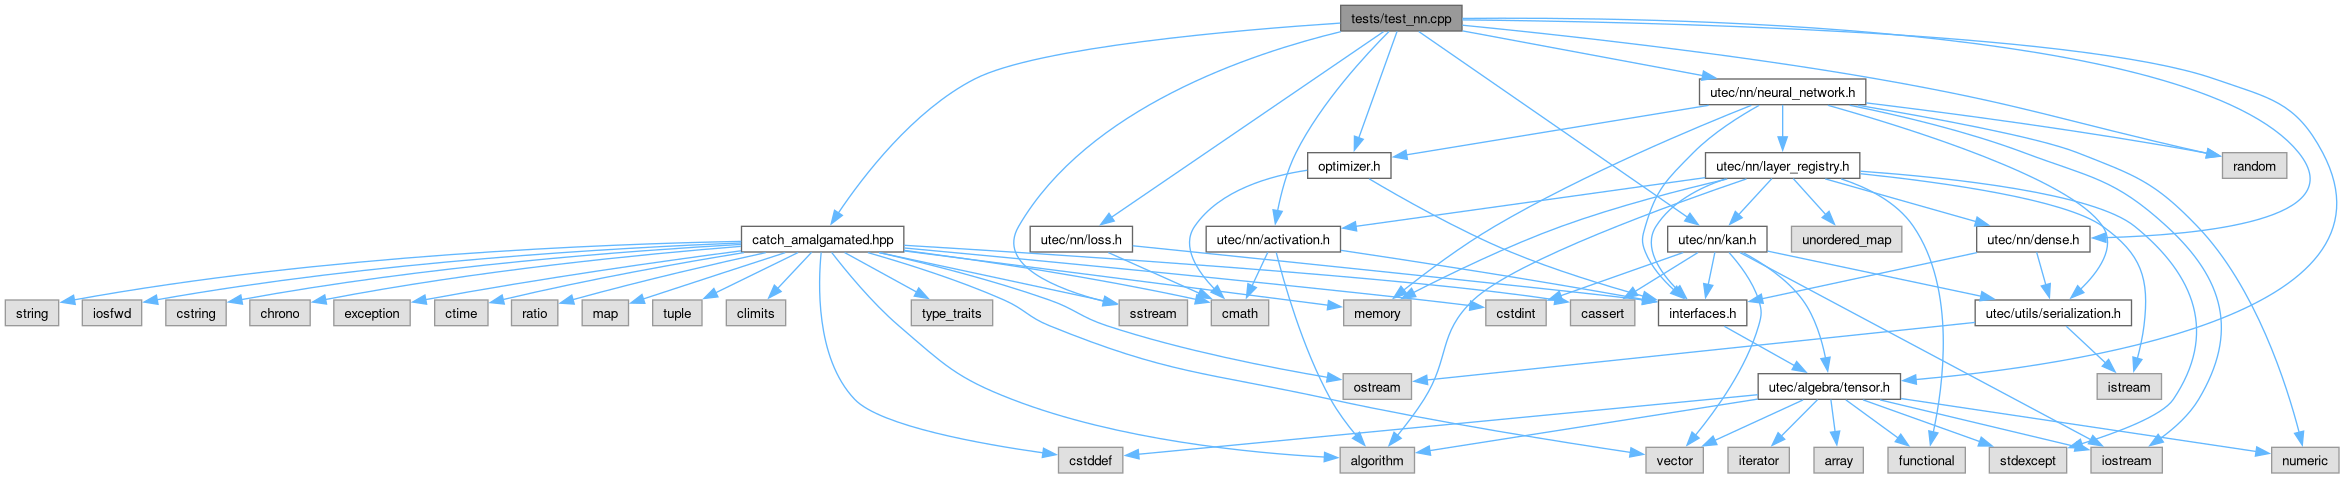 tests/test_nn.cpp
utec/nn/neural_network.h
optimizer.h
utec/nn/layer_registry.h
random
catch_amalgamated.hpp
utec/nn/loss.h
utec/nn/activation.h
utec/nn/kan.h
unordered_map
utec/nn/dense.h
string
iosfwd
cstring
chrono
exception
ctime
ratio
map
tuple
climits
type_traits
sstream
cmath
memory
cstdint
cassert
interfaces.h
utec/utils/serialization.h
ostream
utec/algebra/tensor.h
istream
cstddef
algorithm
vector
iterator
array
functional
stdexcept
iostream
numeric